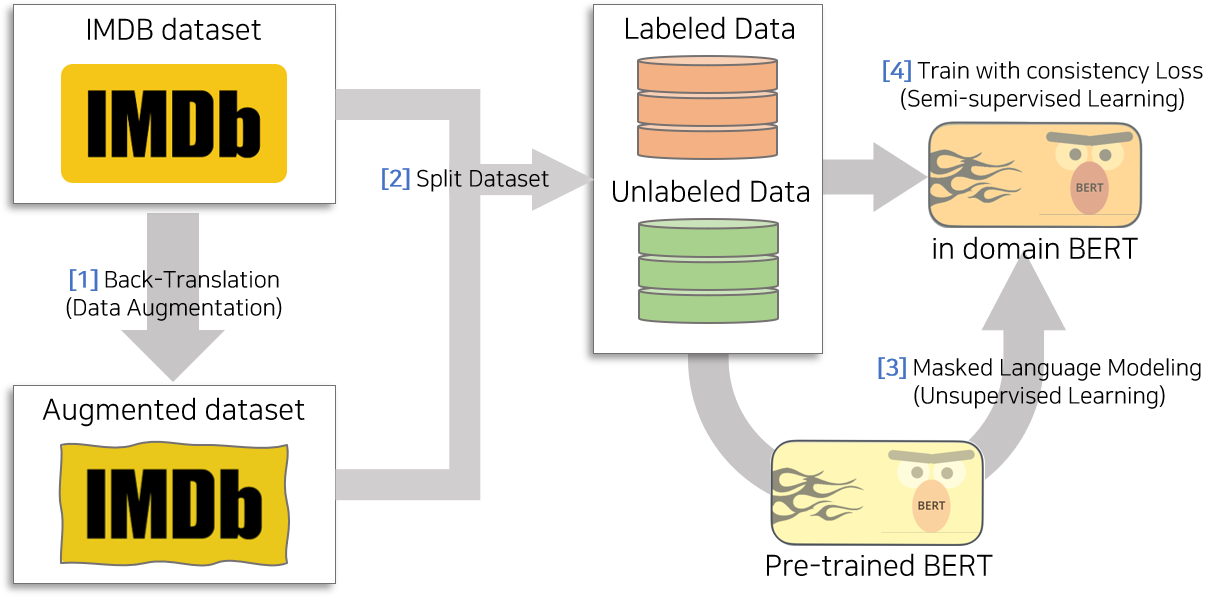 IMDB dataset
IMDb
[1] Back-Translation
(Data Augmentation)
Augmented dataset
IMDb
[2] Split Dataset
Labeled Data
Unlabeled Data
[4] Train with consistency Loss
(Semi-supervised Learning)
BERT
in domain BERT
[3] Masked Language Modeling
(Unsupervised Learning)
BERT
Pre-trained BERT